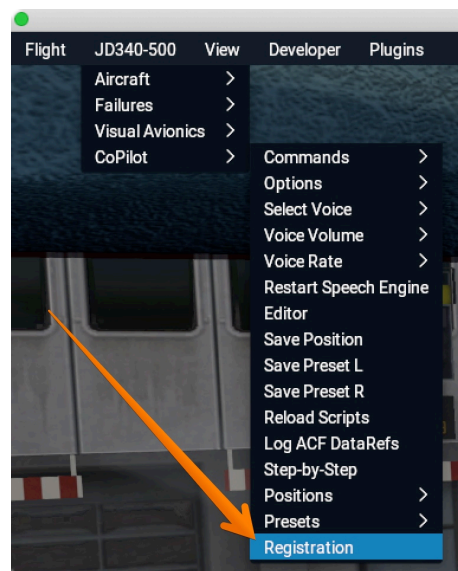 Flight JD340-500 View Developer Plugins
Aircraft
Failures
Visual Avionics
CoPilot
Commands
Options
Select Voice
Voice Volume
Voice Rate
Restart Speech Engine
Editor
Save Position
Save Preset L
Save Preset R
Reload Scripts
Log ACF DataRefs
Step-by-Step
Positions
Presets
Registration